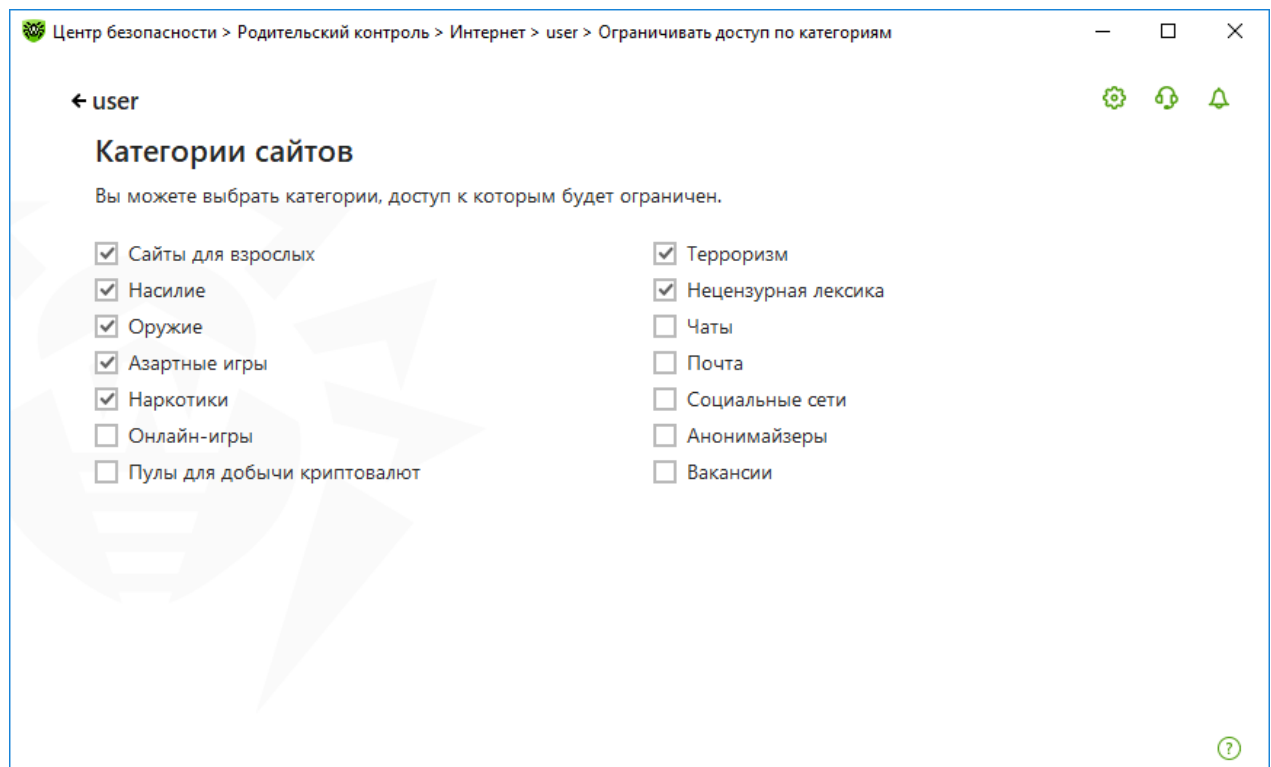 Центр безопасности > Родительский контроль > Интернет > user > Ограничивать доступ по категориям
user
Категории сайтов
Вы можете выбрать категории, доступ к которым будет ограничен.
Сайты для взрослых
Насилие
Оружие
Азартные игры
Наркотики
Онлайн-игры
Пулы для добычи криптовалют
Терроризм
Нецензурная лексика
Чаты
Почта
Социальные сети
Анонимайзеры
Вакансии
?